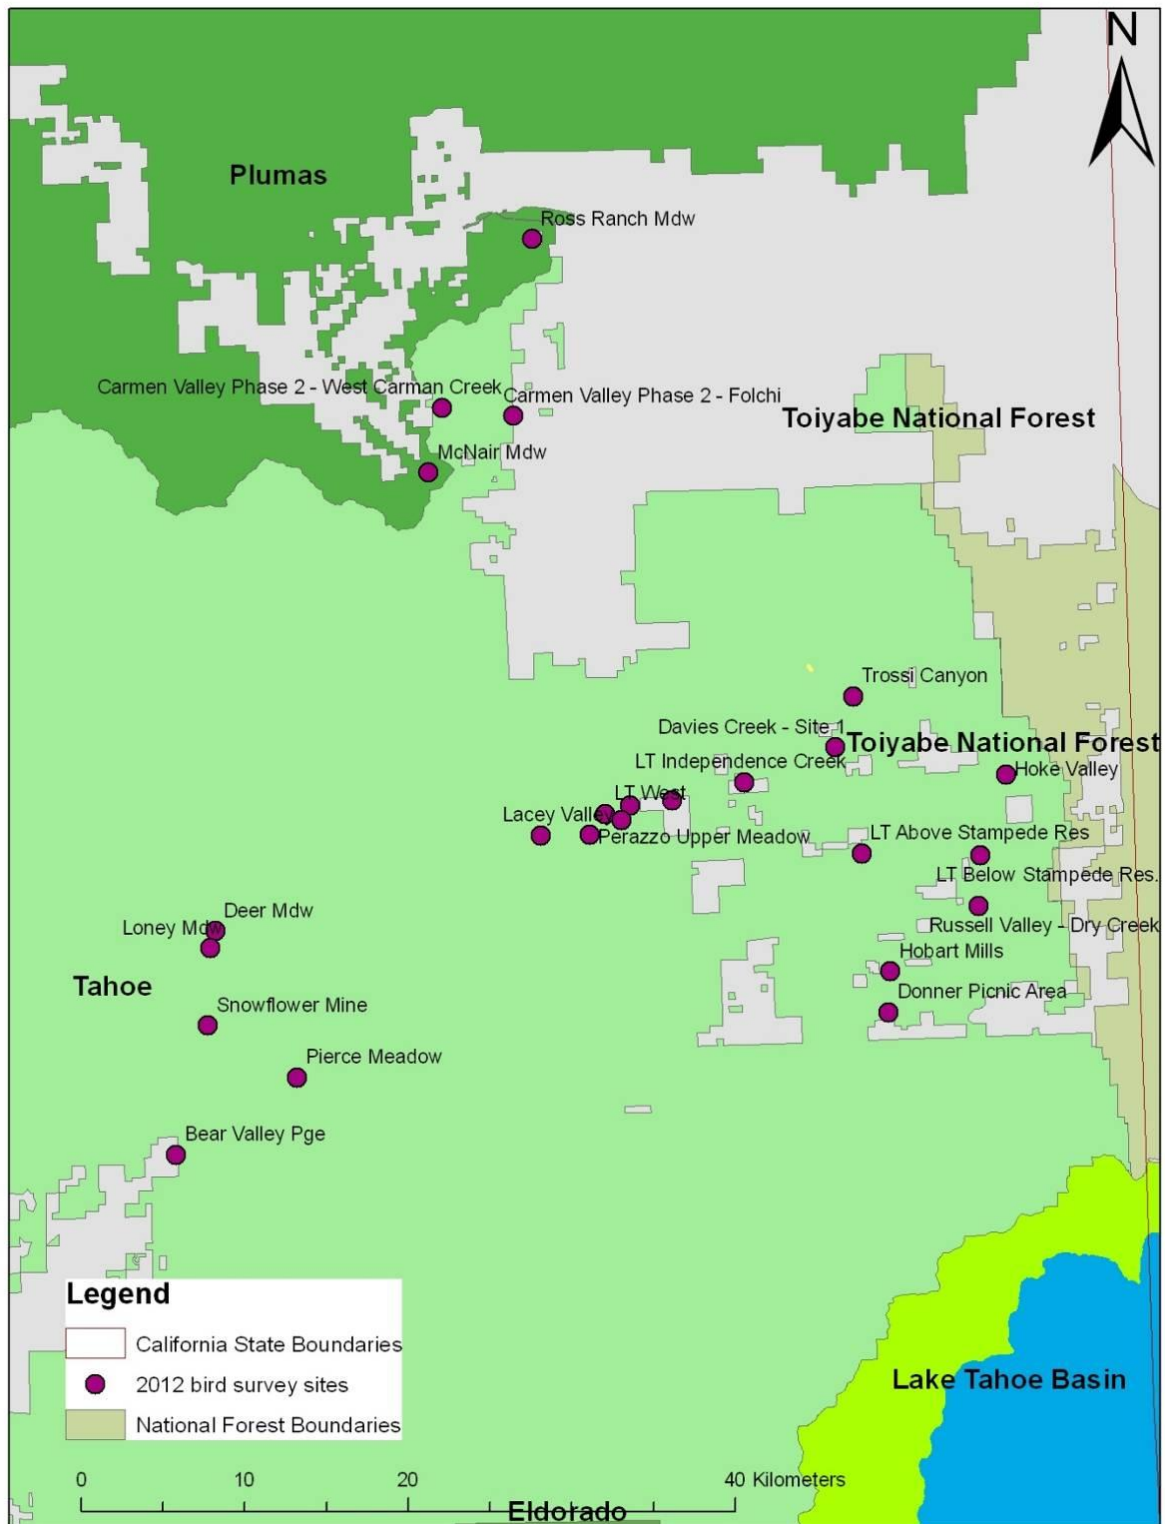 N
Plumas
Ross Ranch Mdw
Carmen Valley Phase 2 - West Carman Creek
Carmen Valley Phase 2 - Folchi
Toiyabe National Forest
McNair Mdw
Trossi Canyon
Davies Creek - Site 1
Toiyabe National Forest
LT Independence Creek
Hoke Valley
LT West
Lacey Valley
Perazzo Upper Meadow
LT Above Stampede Res
LT Below Stampede Res.
Deer Mdw
Loney Mdw
Russell Valley - Dry Creek
Hobart Mills
Tahoe
Donner Picnic Area
Snowflower Mine
Pierce Meadow
Bear Valley Pge
Legend
California State Boundaries
2012 bird survey sites
National Forest Boundaries
Lake Tahoe Basin
0 10 20 40 Kilometers
Eldorado